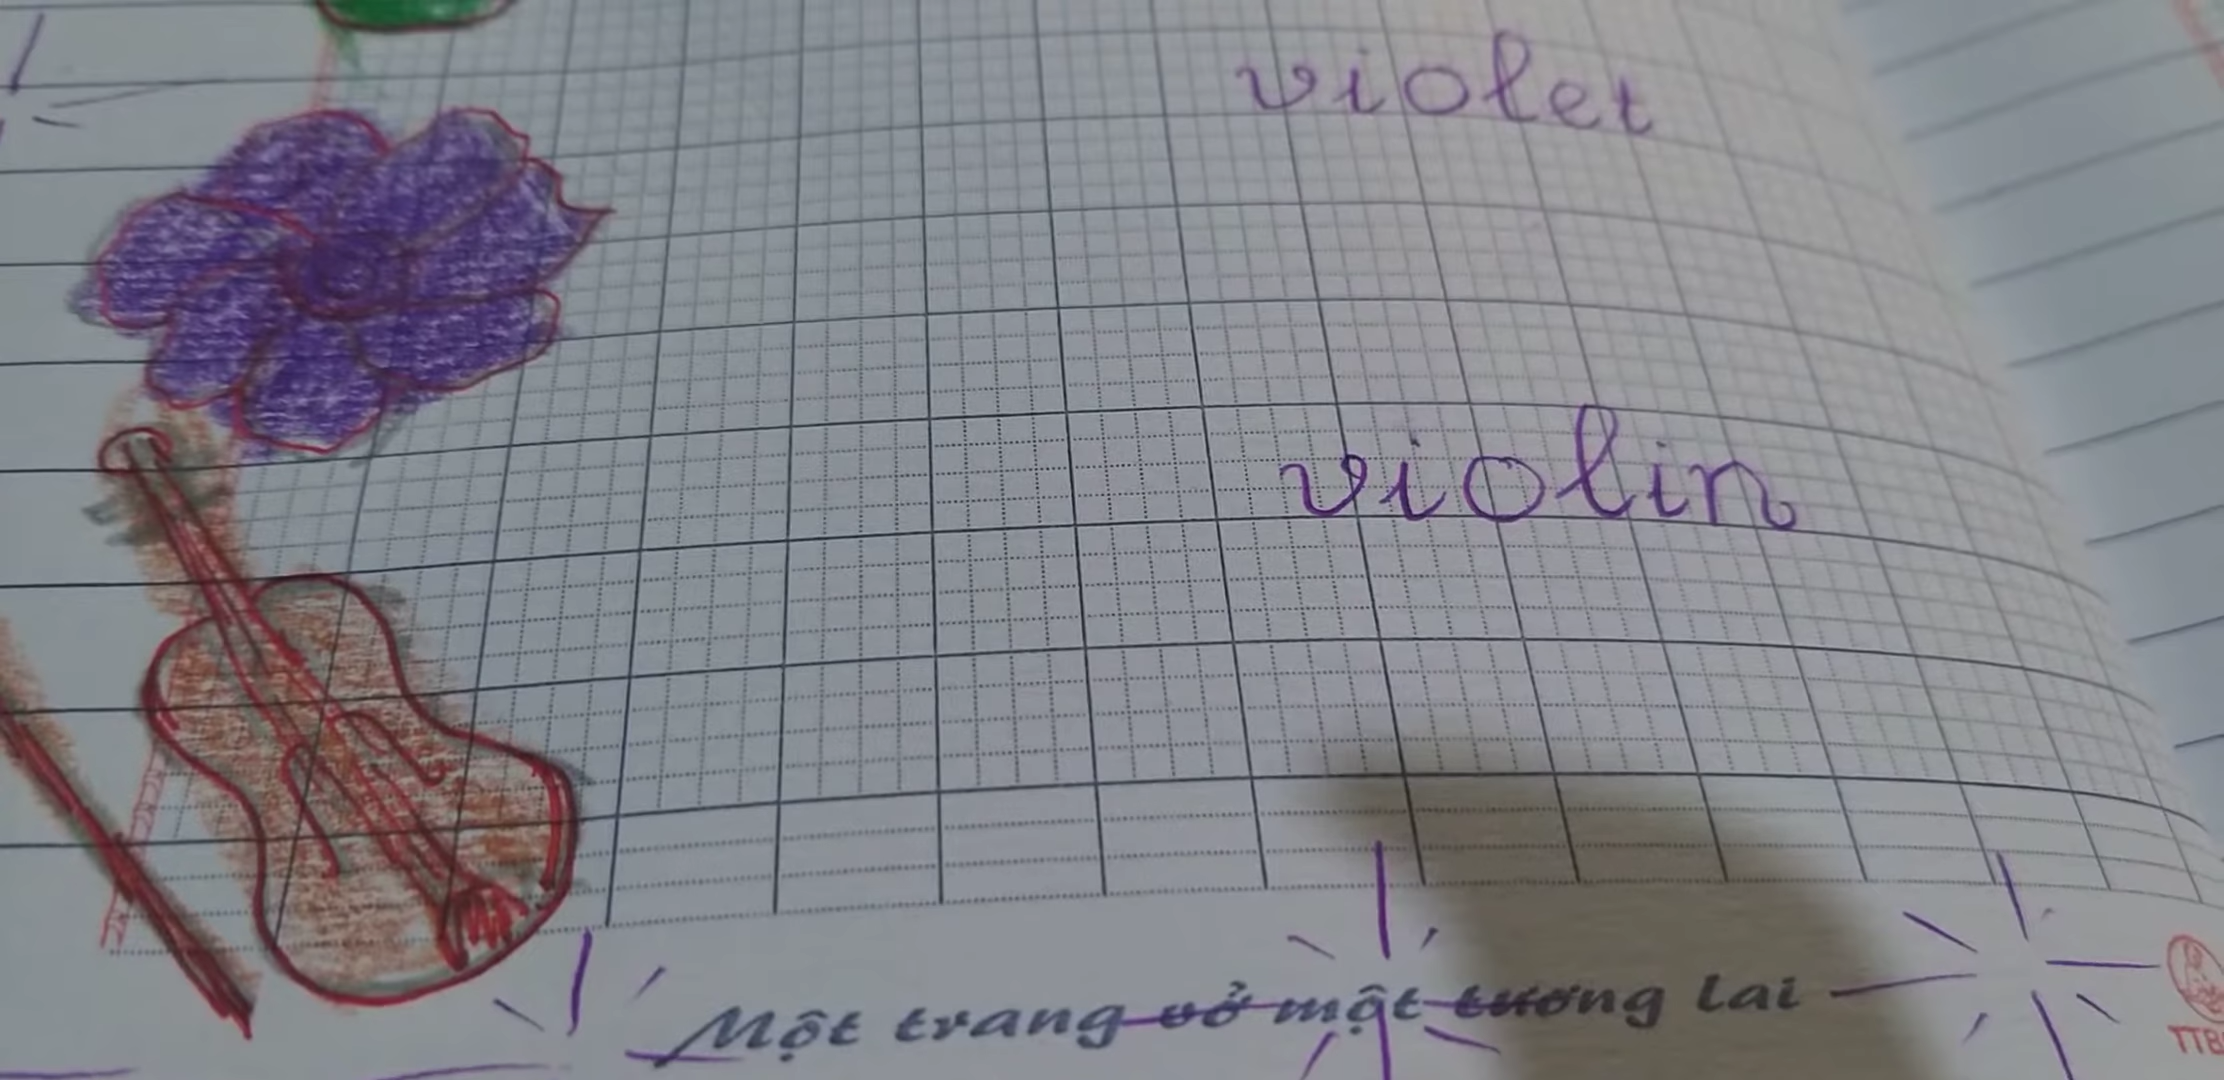 violet
violin
Một trang vở một tương lai